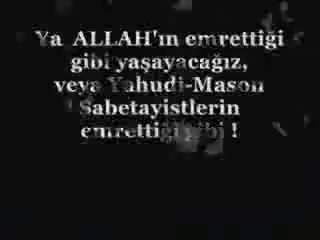 Ya ALLAH'ın emrettiği
gibi yaşayacağız,
veya Yahudi-Mason
Sabetayistlerin
emrettiği gibi !